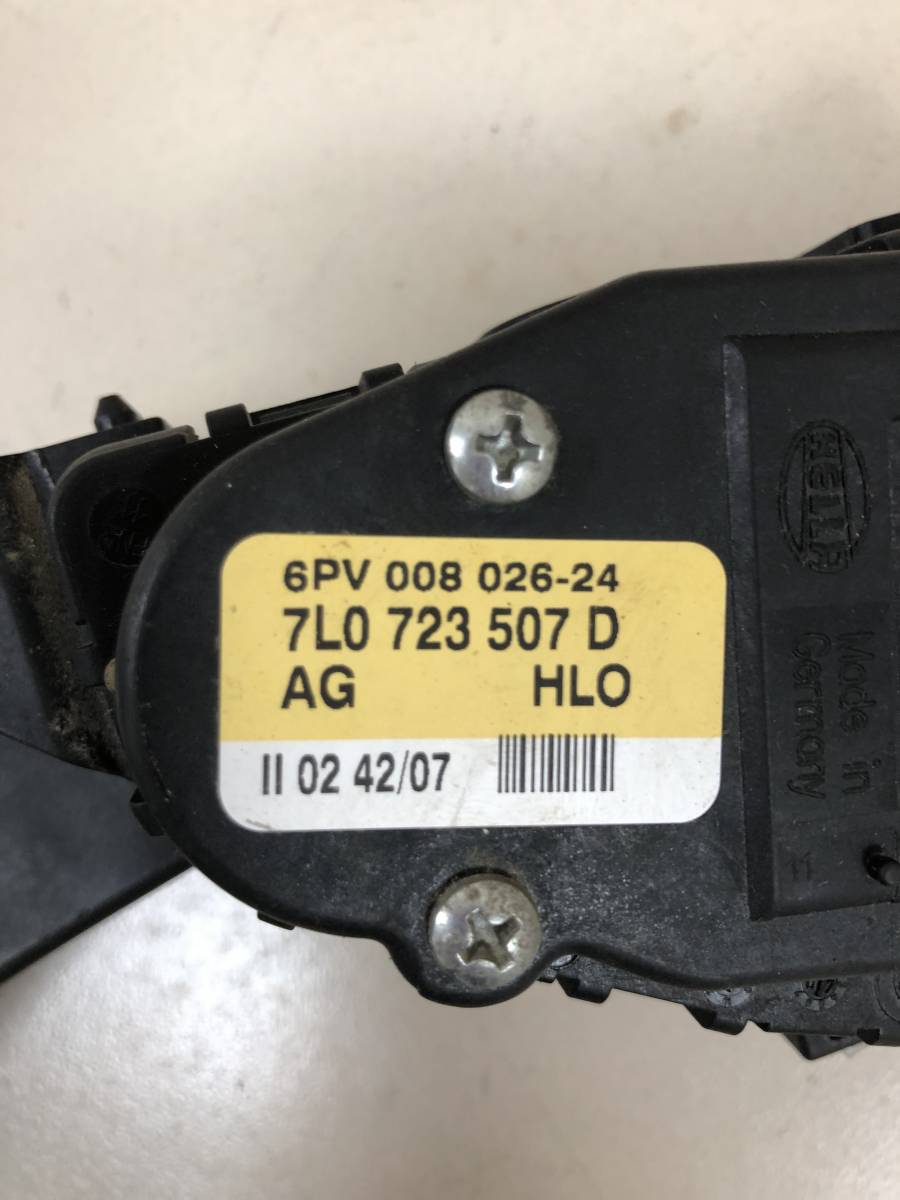 6PV 008 026-24
7L0 723 507 D
AG HLO
II 02 42/07
HELLA
Made in
Germany